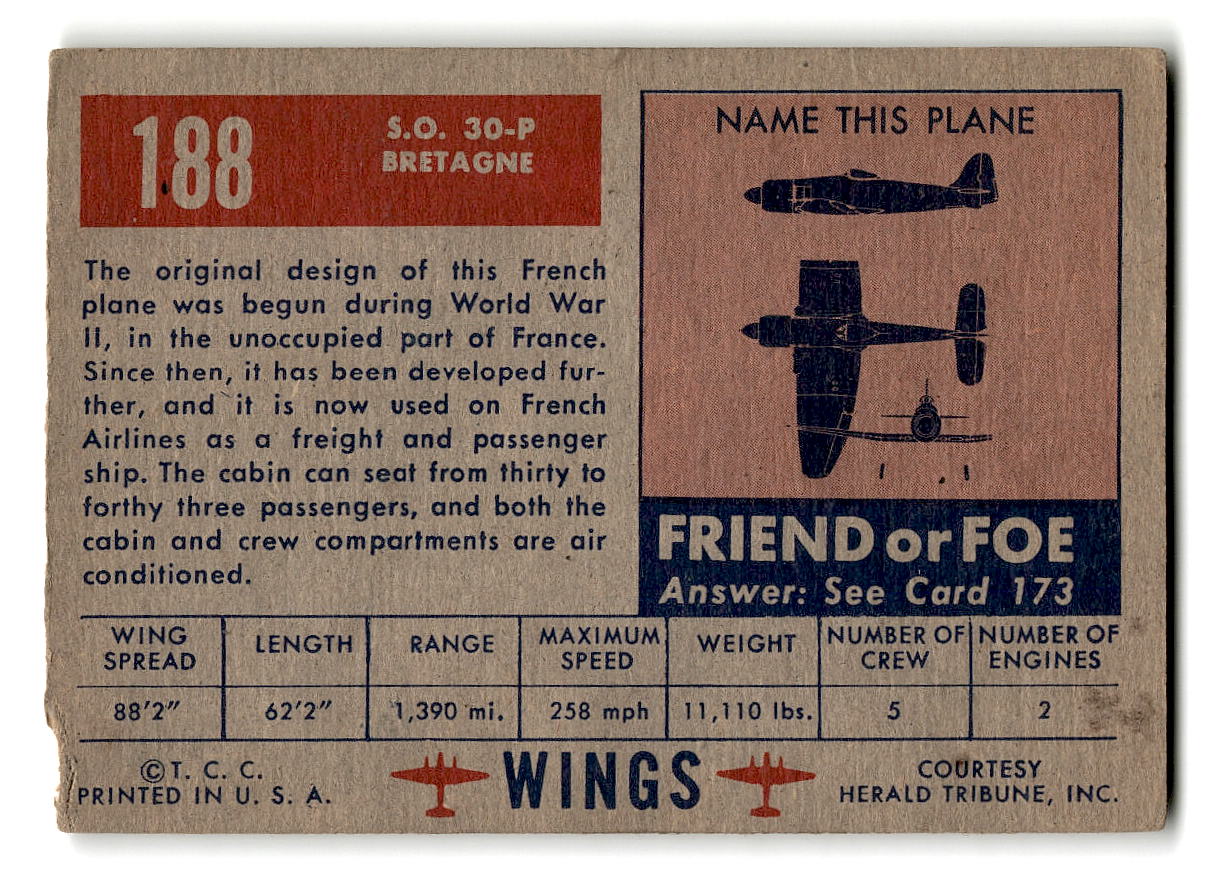 188
S.O. 30-P
BRETAGNE
The original design of this French
plane was begun during World War
II, in the unoccupied part of France.
Since then, it has been developed fur-
ther, and it is now used on French
Airlines as a freight and passenger
ship. The cabin can seat from thirty to
forthy three passengers, and both the
cabin and crew compartments are air
conditioned.
NAME THIS PLANE
FRIEND or FOE
Answer: See Card 173
WING SPREAD
LENGTH
RANGE
MAXIMUM SPEED
WEIGHT
NUMBER OF CREW
NUMBER OF ENGINES
88'2"
62'2"
1,390 mi.
258 mph
11,110 lbs.
5
2
©T. C. C.
PRINTED IN U. S. A.
WINGS
COURTESY
HERALD TRIBUNE, INC.